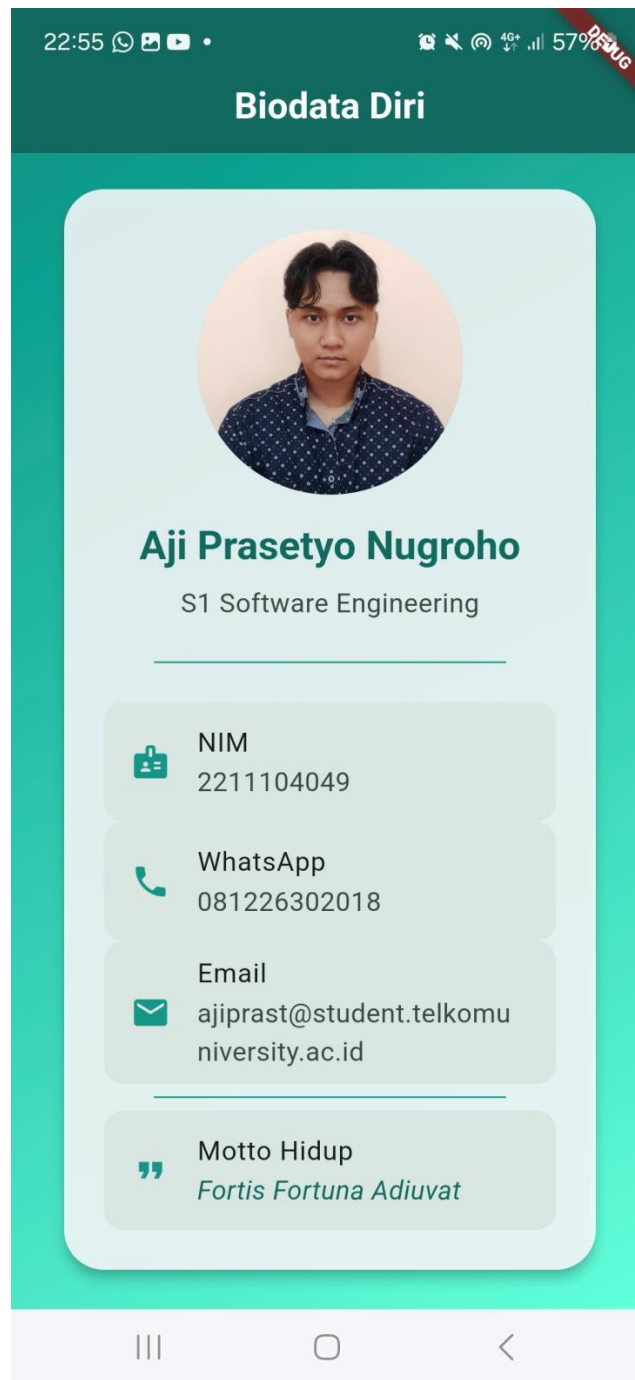 22:55
4G+
57%
DEBUG
Biodata Diri
Aji Prasetyo Nugroho
S1 Software Engineering
NIM
2211104049
WhatsApp
081226302018
Email
ajiprast@student.telkomu
niversity.ac.id
Motto Hidup
Fortis Fortuna Adiuvat